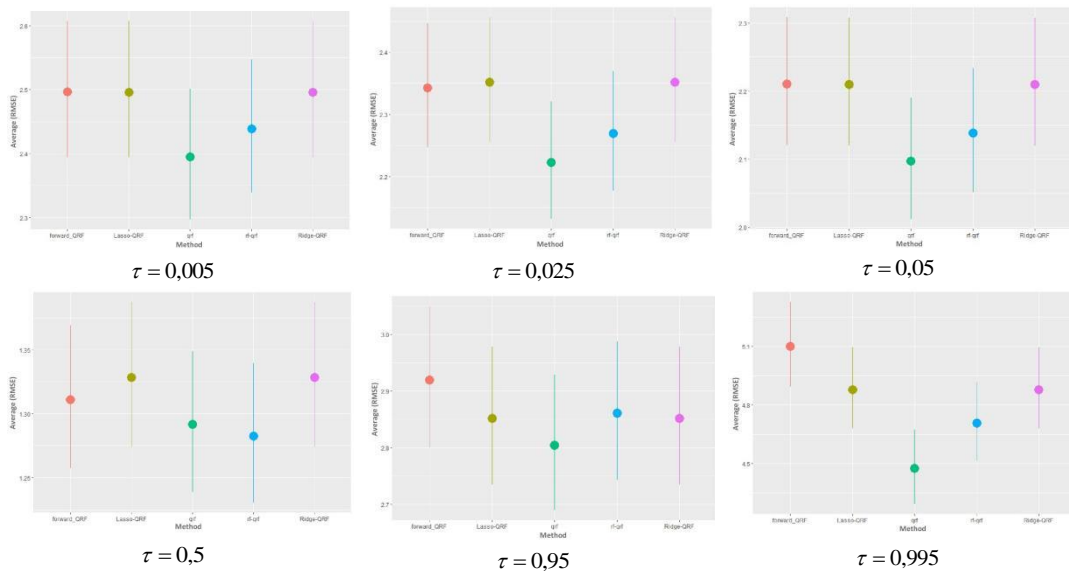 2.6
2.5
2.4
2.3
Average (RMSE)
forward_QRF Lasso-QRF qrf rf-qrf Ridge-QRF
Method
τ = 0,005
2.4
2.3
2.2
Average (RMSE)
forward_QRF Lasso-QRF qrf rf-qrf Ridge-QRF
Method
τ = 0,025
2.3
2.2
2.1
2.0
Average (RMSE)
forward_QRF Lasso-QRF qrf rf-qrf Ridge-QRF
Method
τ = 0,05
1.35
1.30
1.25
Average (RMSE)
forward_QRF Lasso-QRF qrf rf-qrf Ridge-QRF
Method
τ = 0,5
3.0
2.9
2.8
2.7
Average (RMSE)
forward_QRF Lasso-QRF qrf rf-qrf Ridge-QRF
Method
τ = 0,95
5.1
4.8
4.5
Average (RMSE)
forward_QRF Lasso-QRF qrf rf-qrf Ridge-QRF
Method
τ = 0,995